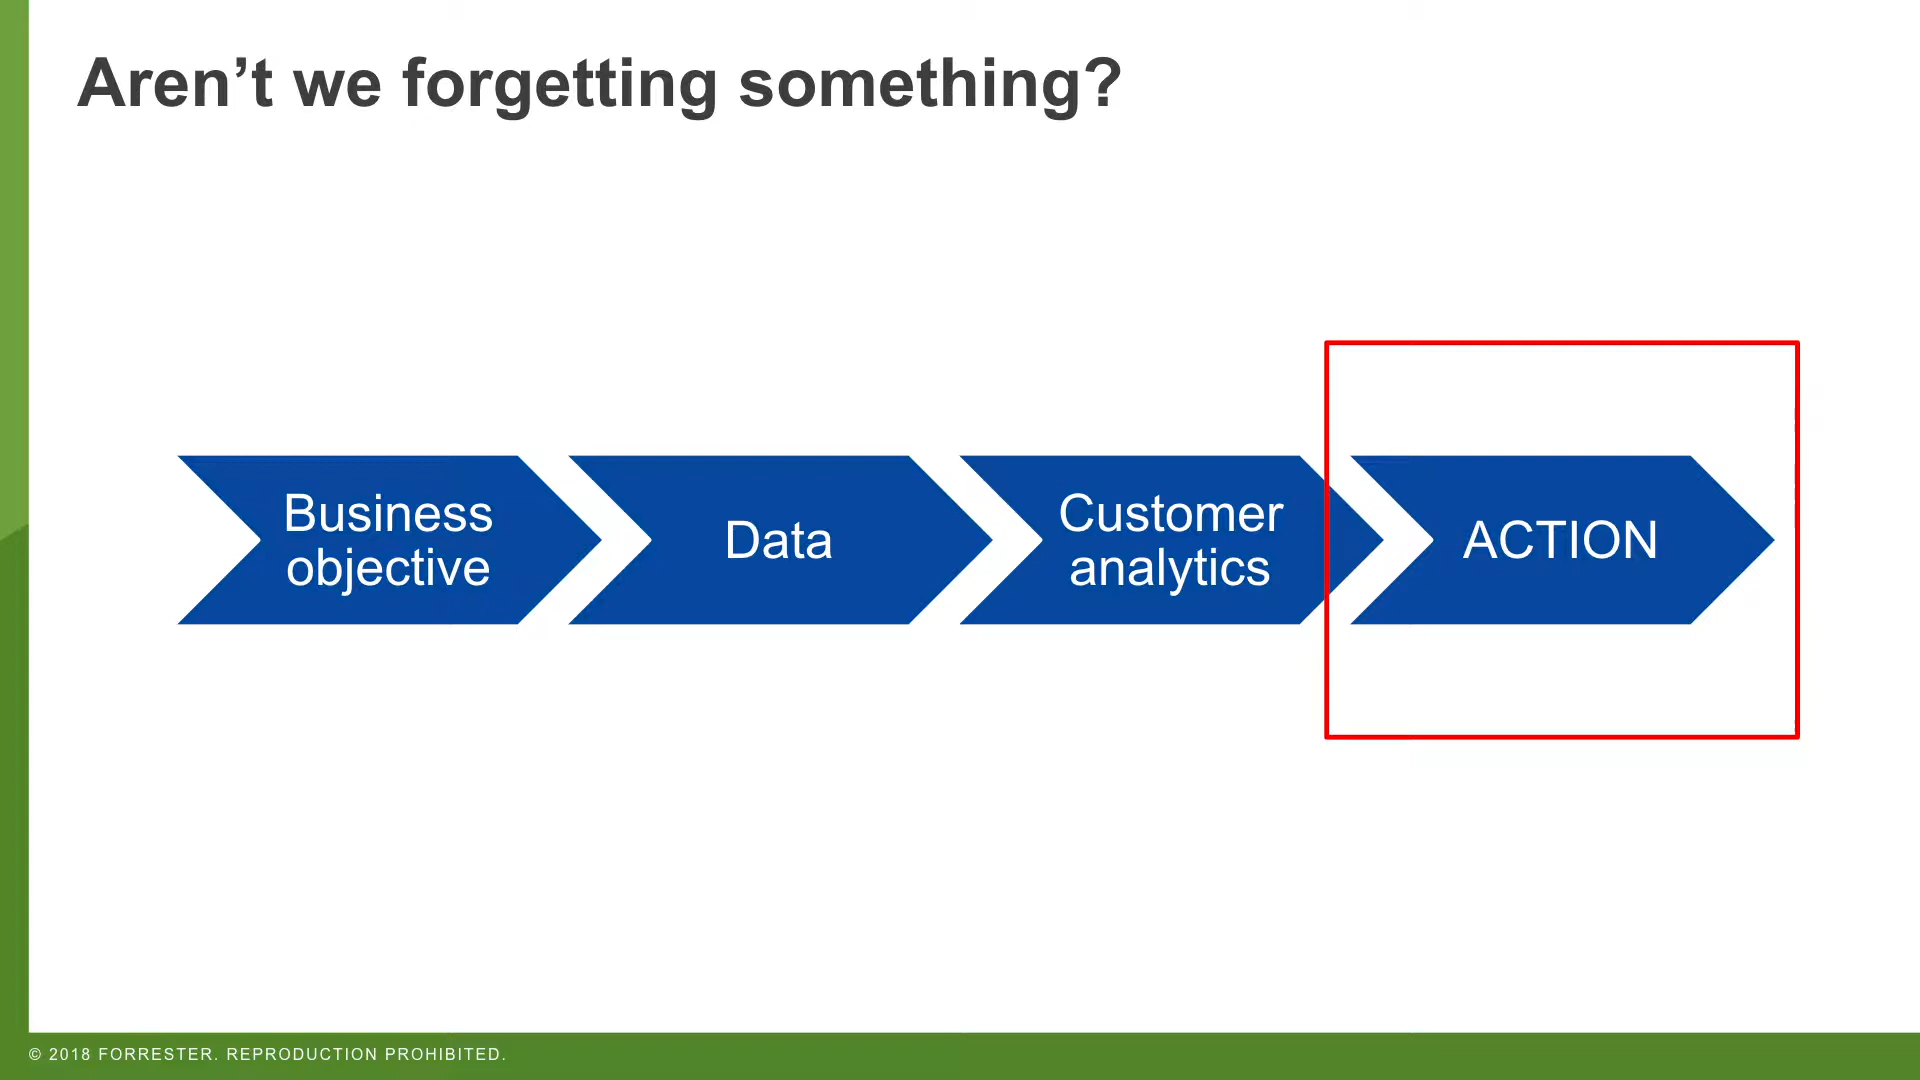 Aren’t we forgetting something?
Business
objective
Data
Customer
analytics
ACTION
© 2018 FORRESTER. REPRODUCTION PROHIBITED.